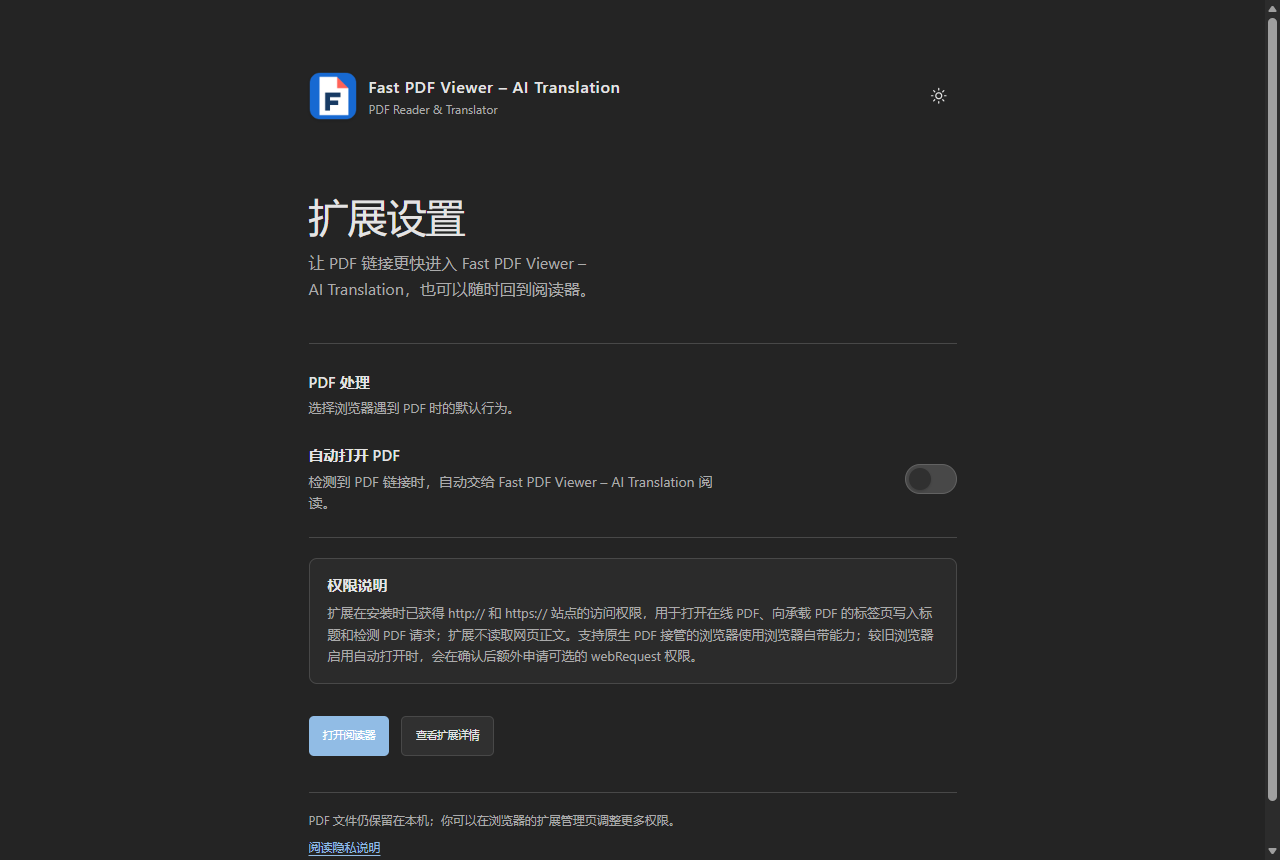 F
Fast PDF Viewer – AI Translation
PDF Reader & Translator
扩展设置
让 PDF 链接更快进入 Fast PDF Viewer –
AI Translation，也可以随时回到阅读器。
PDF 处理
选择浏览器遇到 PDF 时的默认行为。
自动打开 PDF
检测到 PDF 链接时，自动交给 Fast PDF Viewer – AI Translation 阅
读。
权限说明
扩展在安装时已获得 http:// 和 https:// 站点的访问权限，用于打开在线 PDF、向承载 PDF 的标签页写入标
题和检测 PDF 请求；扩展不读取网页正文。支持原生 PDF 接管的浏览器使用浏览器自带能力；较旧浏览器
启用自动打开时，会在确认后额外申请可选的 webRequest 权限。
打开阅读器
查看扩展详情
PDF 文件仍保留在本机；你可以在浏览器的扩展管理页调整更多权限。
阅读隐私说明